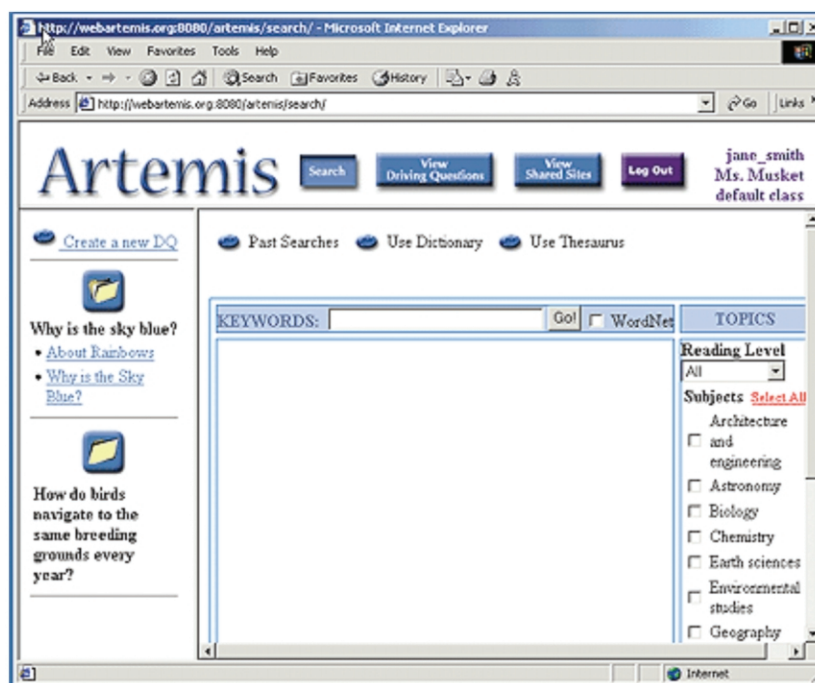 http://webartemis.org:8080/artemis/search/ - Microsoft Internet Explorer
File Edit View Favorites Tools Help
Back Search Favorites History
Address http://webartemis.org:8080/artemis/search/ Go Links
Artemis Search View Driving Questions View Shared Sites Log Out
jane_smith
Ms. Musket
default class
Create a new DQ
Why is the sky blue?
• About Rainbows
• Why is the Sky
Blue?
How do birds
navigate to the
same breeding
grounds every
year?
Past Searches Use Dictionary Use Thesaurus
KEYWORDS: Go! WordNet
TOPICS
Reading Level
All
Subjects Select All
Architecture
and
engineering
Astronomy
Biology
Chemistry
Earth sciences
Environmental
studies
Geography
Internet